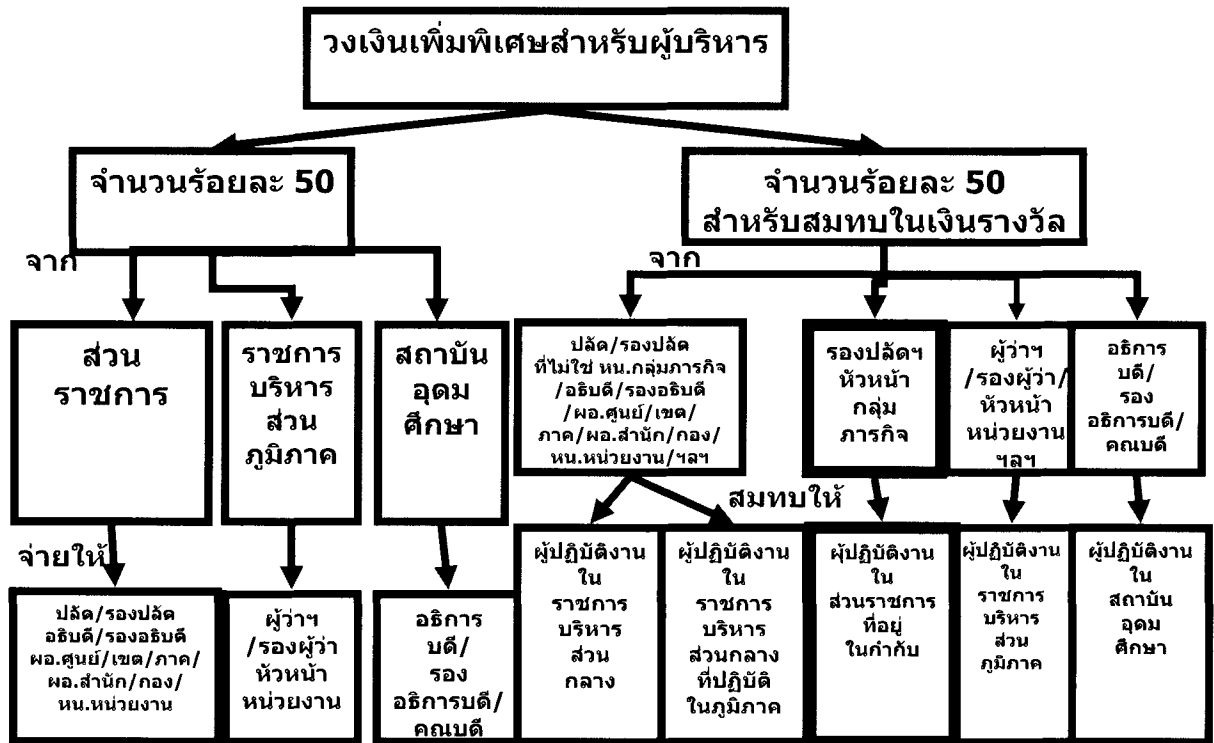 วงเงินเพิ่มพิเศษสำหรับผู้บริหาร
จำนวนร้อยละ 50
จำนวนร้อยละ 50
สำหรับสมทบในเงินรางวัล
จาก
จาก
ส่วน
ราชการ
ราชการ
บริหาร
ส่วน
ภูมิภาค
สถาบัน
อุดม
ศึกษา
ปลัด/รองปลัด
ที่ไม่ใช่ หน.กลุ่มภารกิจ
/อธิบดี/รองอธิบดี
/ผอ.ศูนย์/เขต/
ภาค/ผอ.สำนัก/กอง/
หน.หน่วยงาน/ฯลฯ
รองปลัดฯ
หัวหน้า
กลุ่ม
ภารกิจ
ผู้ว่าฯ
/รองผู้ว่า/
หัวหน้า
หน่วยงาน
ฯลฯ
อธิการ
บดี/
รอง
อธิการบดี/
คณบดี
จ่ายให้
สมทบให้
ปลัด/รองปลัด
อธิบดี/รองอธิบดี
ผอ.ศูนย์/เขต/ภาค/
ผอ.สำนัก/กอง/
หน.หน่วยงาน
ผู้ว่าฯ
/รองผู้ว่า
หัวหน้า
หน่วยงาน
อธิการ
บดี/
รอง
อธิการบดี/
คณบดี
ผู้ปฏิบัติงาน
ใน
ราชการ
บริหาร
ส่วน
กลาง
ผู้ปฏิบัติงาน
ใน
ราชการ
บริหาร
ส่วนกลาง
ที่ปฏิบัติ
ในภูมิภาค
ผู้ปฏิบัติงาน
ใน
ส่วนราชการ
ที่อยู่
ในกำกับ
ผู้ปฏิบัติงาน
ใน
ราชการ
บริหาร
ส่วน
ภูมิภาค
ผู้ปฏิบัติงาน
ใน
สถาบัน
อุดม
ศึกษา